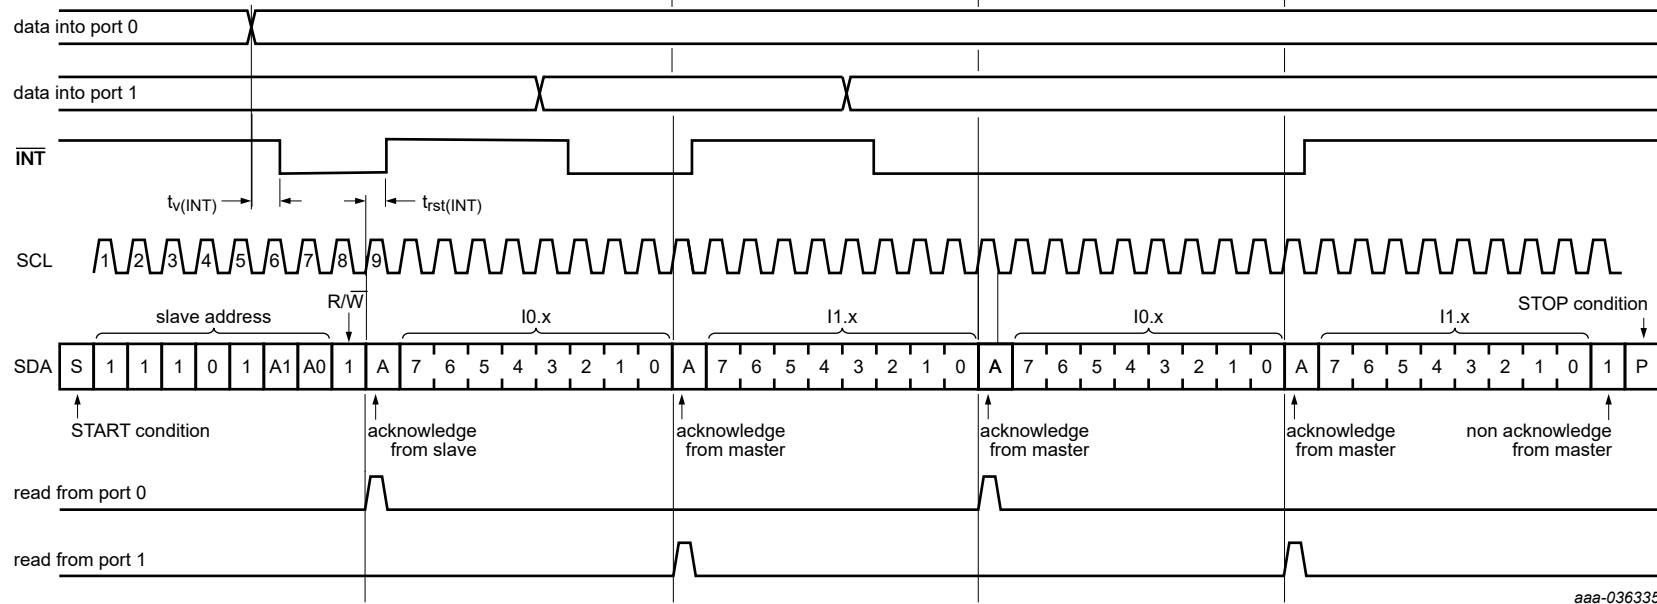 data into port 0
data into port 1
INT
tv(INT) trst(INT)
SCL 1 2 3 4 5 6 7 8 9
R/W
STOP condition
slave address I0.x I1.x I0.x I1.x
SDA S 1 1 1 0 1 A1 A0 1 A 7 6 5 4 3 2 1 0 A 7 6 5 4 3 2 1 0 A 7 6 5 4 3 2 1 0 A 7 6 5 4 3 2 1 0 1 P
START condition
acknowledge
from slave
acknowledge
from master
acknowledge
from master
acknowledge
from master
non acknowledge
from master
read from port 0
read from port 1
aaa-036335